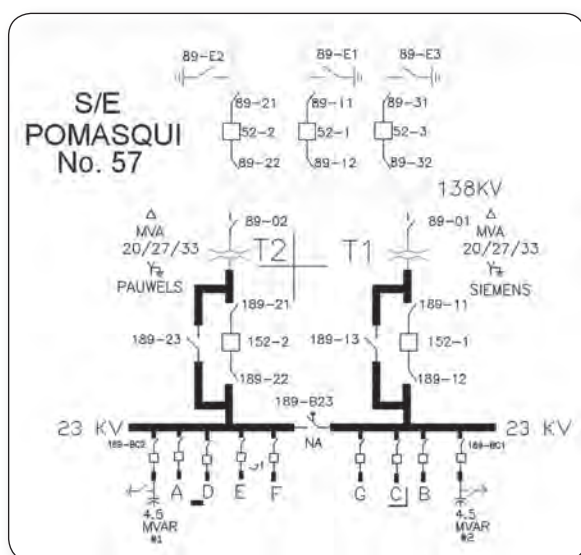 89-E2
89-E1
89-E3
S/E
POMASQUI
No. 57
89-21
89-11
89-31
52-2
52-1
52-3
89-22
89-12
89-32
138KV
89-02
89-01
MVA
20/27/33
PAUWELS
T2
T1
MVA
20/27/33
SIEMENS
189-21
189-11
189-23
152-2
189-13
152-1
189-22
189-12
189-B23
23 KV
NA
23 KV
189-BC2
189-BC1
A
D
E
F
G
C
B
4.5
MVAR
#1
4.5
MVAR
#2